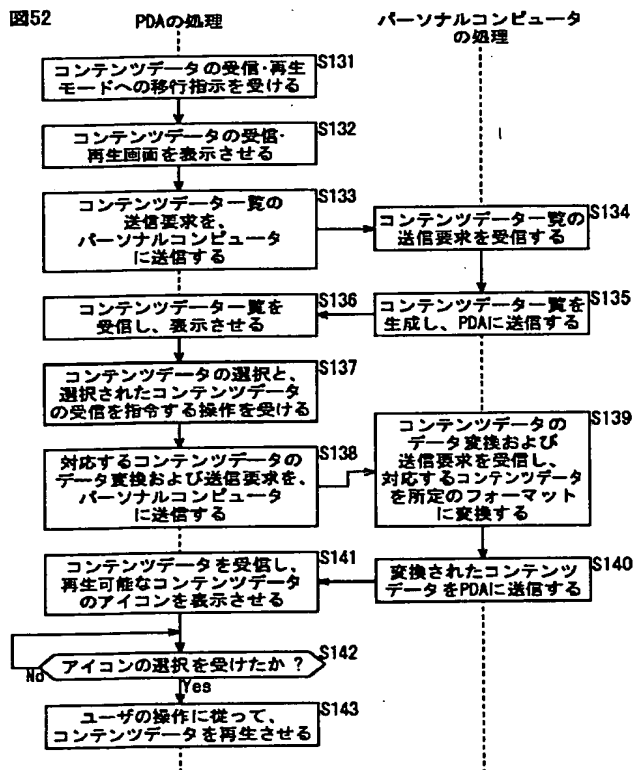 図52
PDAの処理
パーソナルコンピュータ
の処理
コンテンツデータの受信・再生
モードへの移行指示を受ける
S131
コンテンツデータの受信・
再生画面を表示させる
S132
コンテンツデータ一覧の
送信要求を、
パーソナルコンピュータ
に送信する
S133
コンテンツデータ一覧の
送信要求を受信する
S134
コンテンツデータ一覧を
生成し、PDAに送信する
S135
コンテンツデータ一覧を
受信し、表示させる
S136
コンテンツデータの選択と、
選択されたコンテンツデータ
の受信を指令する操作を受ける
S137
対応するコンテンツデータの
データ変換および送信要求を、
パーソナルコンピュータ
に送信する
S138
コンテンツデータの
データ変換および
送信要求を受信し、
対応するコンテンツデータ
を所定のフォーマット
に変換する
S139
変換されたコンテンツ
データをPDAに送信する
S140
コンテンツデータを受信し、
再生可能なコンテンツデータ
のアイコンを表示させる
S141
アイコンの選択を受けたか?
S142
No
Yes
ユーザの操作に従って、
コンテンツデータを再生させる
S143